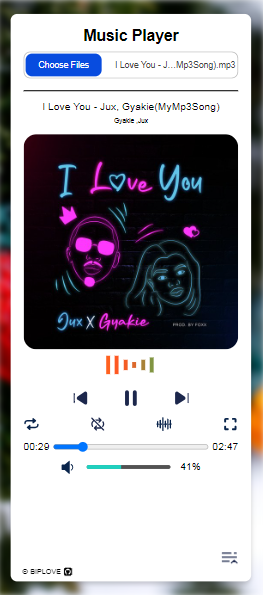 Music Player
Choose Files I Love You - J...Mp3Song).mp3
I Love You - Jux, Gyakie(MyMp3Song)
Gyakie ,Jux
I Love You
Jux X Gyakie
PROD. BY FOXX
00:29 02:47
41%
© BIPLOVE